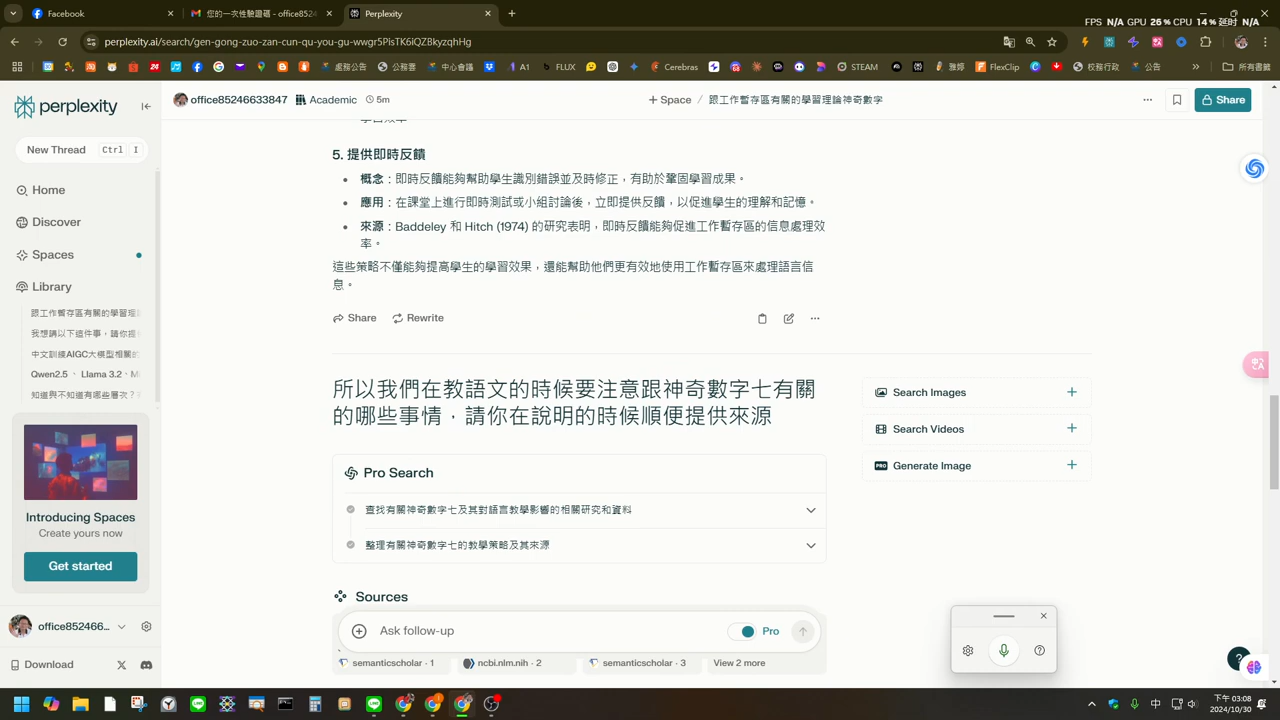 Facebook
您的一次性驗證碼 - office8524
Perplexity
FPS N/A GPU 26 % CPU 14 % 延时 N/A
perplexity.ai/search/gen-gong-zuo-zan-cun-qu-you-gu-wgr5PisTK6iQZBkyzqhHg
處務公告
公務署
中心會議
A1
FLUX
Cerebras
STEAM
雅婷
FlexClip
校務行政
公告
所有書籤
perplexity
office85246633847
Academic
5m
Space / 跟工作暫存區有關的學習理論神奇數字
Share
New Thread
Ctrl I
Home
Discover
Spaces
Library
跟工作暫存區有關的學習理
我想請以下這件事，請你提
中文訓練AIGC大模型相關的
Qwen2.5 · Llama 3.2 · M
知道與不知道有哪些層次？
Introducing Spaces
Create yours now
Get started
office852466...
Download
5. 提供即時反饋
概念：即時反饋能夠幫助學生識別錯誤並及時修正，有助於鞏固學習成果。
應用：在課堂上進行即時測試或小組討論後，立即提供反饋，以促進學生的理解和記憶。
來源：Baddeley 和 Hitch (1974) 的研究表明，即時反饋能夠促進工作暫存區的信息處理效
率。
這些策略不僅能夠提高學生的學習效果，還能幫助他們更有效地使用工作暫存區來處理語言信
息。
Share
Rewrite
所以我們在教語文的時候要注意跟神奇數字七有關
的哪些事情，請你在說明的時候順便提供來源
Pro Search
查找有關神奇數字七及其對語言教學影響的相關研究和資料
整理有關神奇數字七的教學策略及其來源
Sources
Ask follow-up
Pro
semanticscholar · 1
ncbi.nlm.nih · 2
semanticscholar · 3
View 2 more
Search Images
Search Videos
PRO Generate Image
中
下午 03:08
2024/10/30